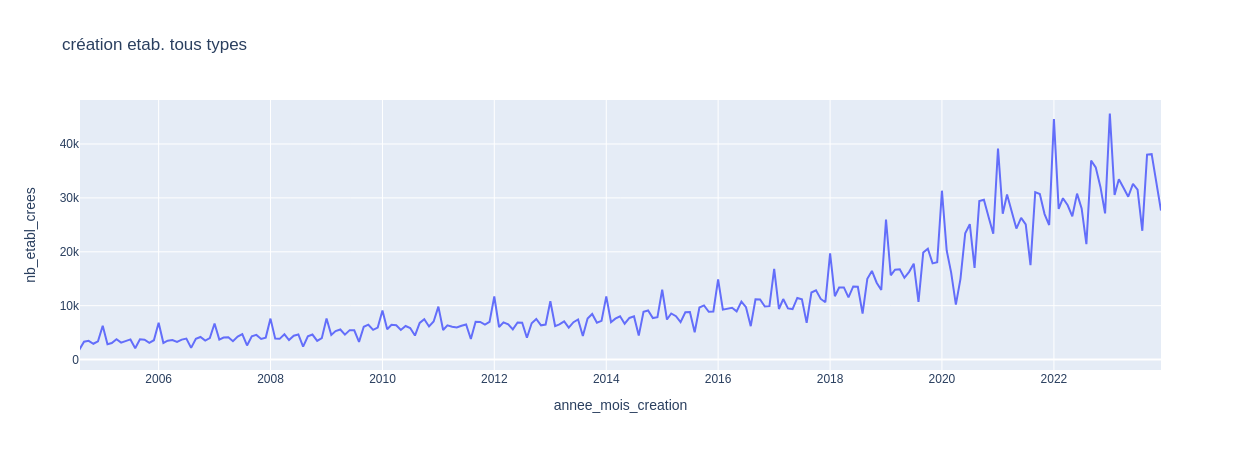 création etab. tous types
nb_etabl_crees
40k
30k
20k
10k
0
2006 2008 2010 2012 2014 2016 2018 2020 2022
annee_mois_creation